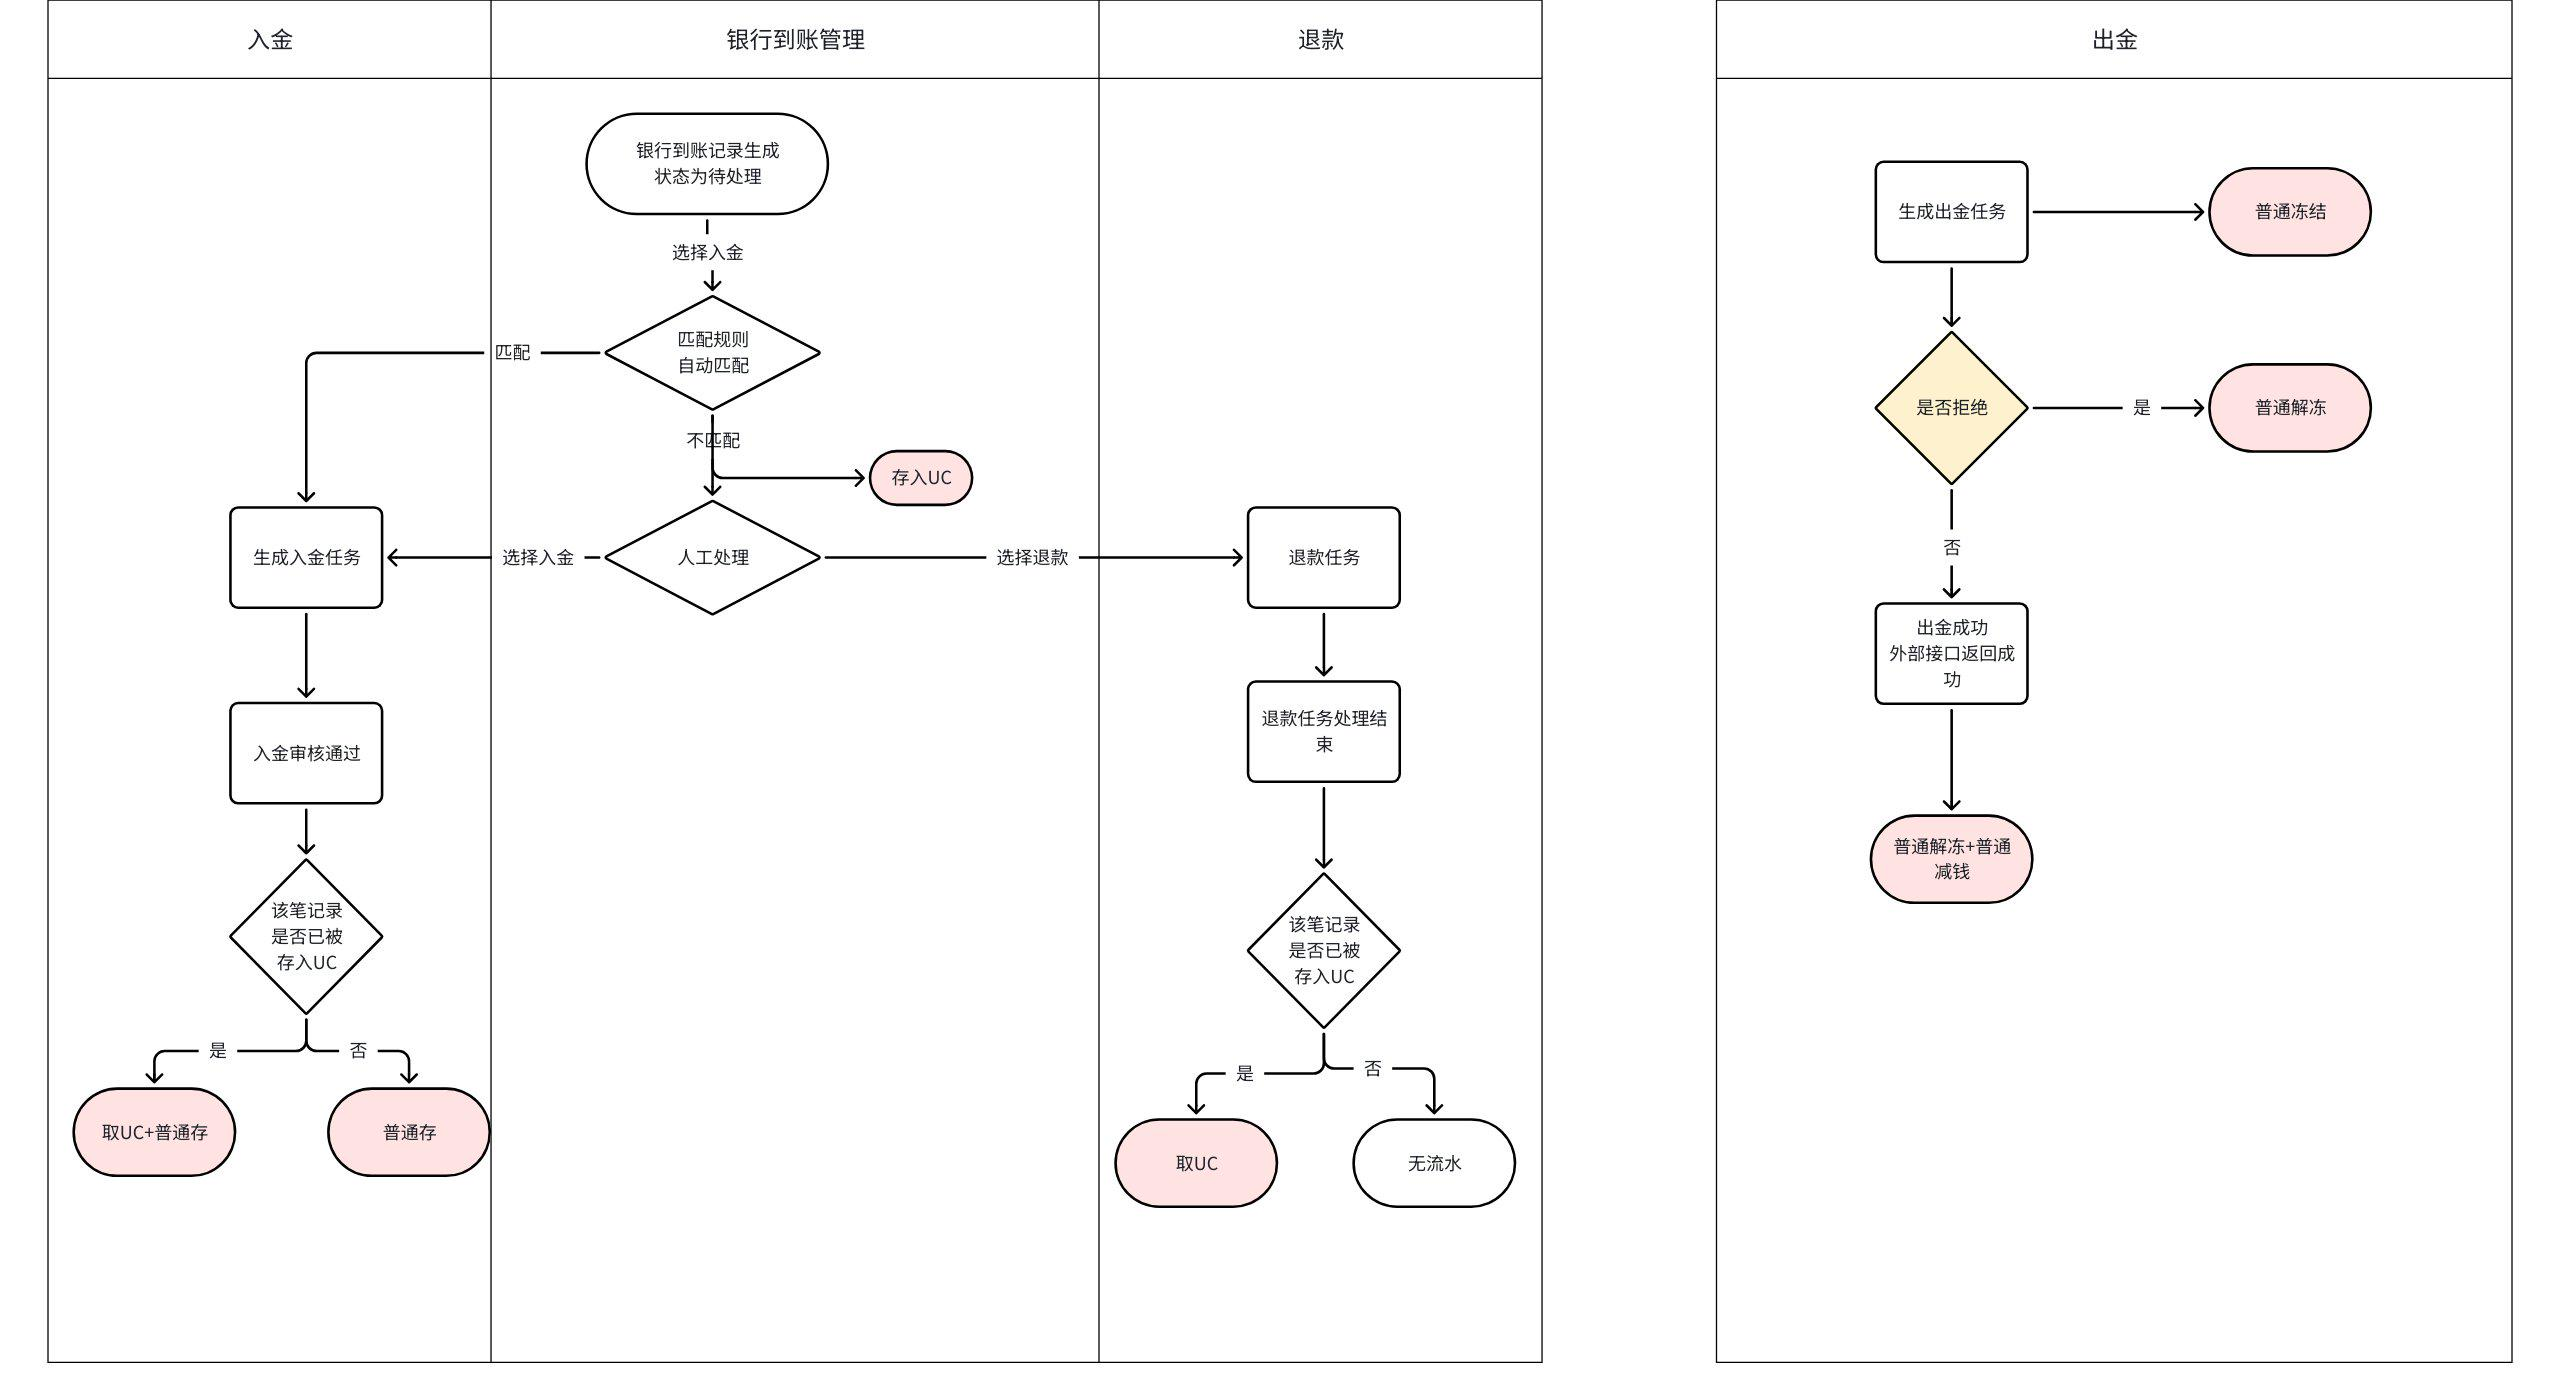 入金
银行到账管理
退款
出金
银行到账记录生成
状态为待处理
选择入金
匹配规则
自动匹配
匹配
不匹配
存入UC
人工处理
选择入金
选择退款
生成入金任务
入金审核通过
该笔记录
是否已被
存入UC
是
否
取UC+普通存
普通存
退款任务
退款任务处理结
束
该笔记录
是否已被
存入UC
是
否
取UC
无流水
生成出金任务
普通冻结
是否拒绝
是
普通解冻
否
出金成功
外部接口返回成
功
普通解冻+普通
减钱